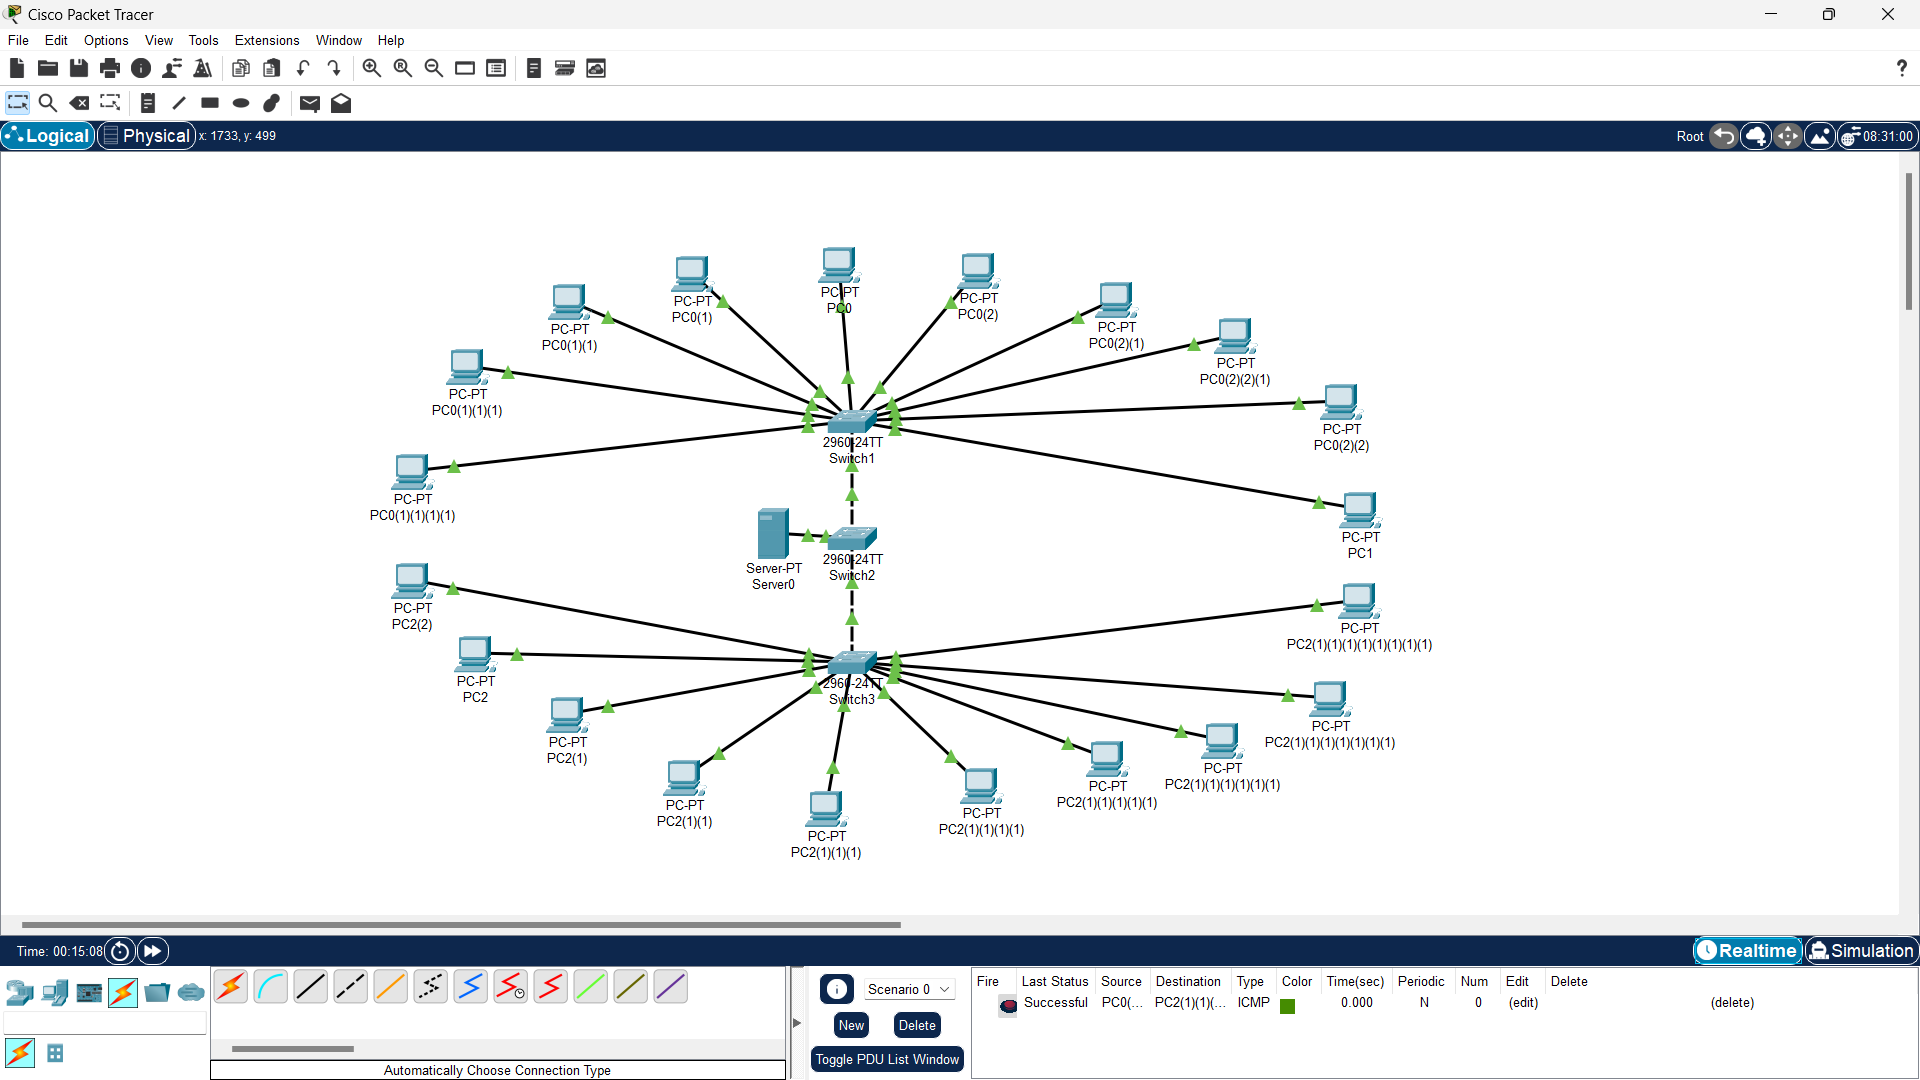 Cisco Packet Tracer
File Edit Options View Tools Extensions Window Help
Logical Physical x: 1733, y: 499 Root 08:31:00
PC-PT
PC0
PC-PT
PC0(1)
PC-PT
PC0(2)
PC-PT
PC0(1)(1)
PC-PT
PC0(2)(1)
PC-PT
PC0(2)(2)(1)
PC-PT
PC0(1)(1)(1)
PC-PT
PC0(2)(2)
2960-24TT
Switch1
PC-PT
PC0(1)(1)(1)(1)
PC-PT
PC1
Server-PT
Server0
2960-24TT
Switch2
PC-PT
PC2(2)
PC-PT
PC2(1)(1)(1)(1)(1)(1)(1)(1)
PC-PT
PC2
2960-24TT
Switch3
PC-PT
PC2(1)
PC-PT
PC2(1)(1)(1)(1)(1)(1)(1)
PC-PT
PC2(1)(1)(1)(1)(1)(1)
PC-PT
PC2(1)(1)
PC-PT
PC2(1)(1)(1)(1)(1)
PC-PT
PC2(1)(1)(1)(1)
PC-PT
PC2(1)(1)(1)
Time: 00:15:08 Realtime Simulation
Scenario 0
New Delete
Toggle PDU List Window
Automatically Choose Connection Type
Fire Last Status Source Destination Type Color Time(sec) Periodic Num Edit Delete
Successful PC0(... PC2(1)(1)(... ICMP 0.000 N 0 (edit) (delete)